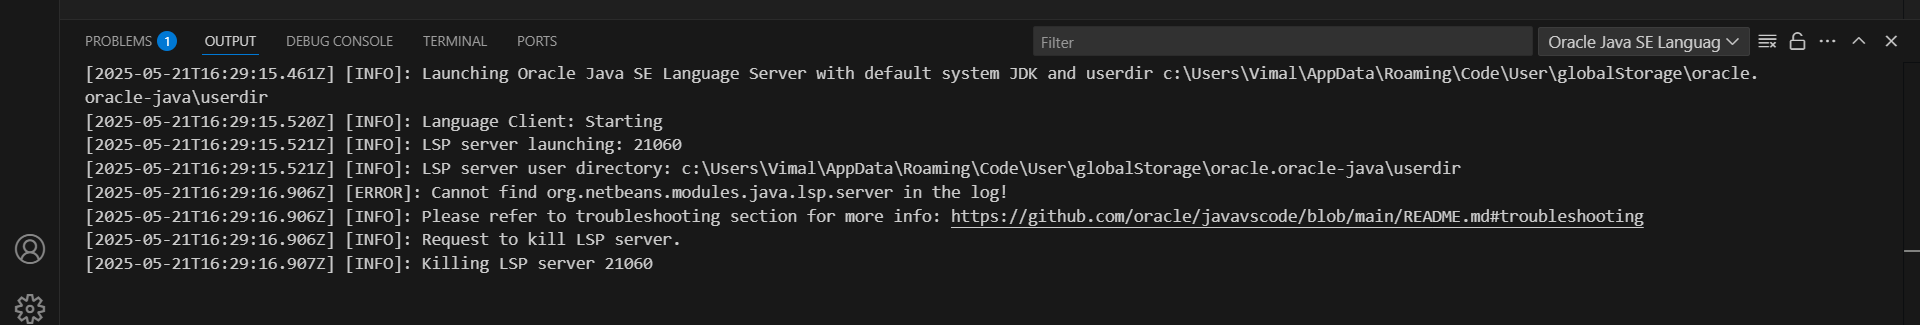 PROBLEMS 1 OUTPUT DEBUG CONSOLE TERMINAL PORTS Filter Oracle Java SE Languag
[2025-05-21T16:29:15.461Z] [INFO]: Launching Oracle Java SE Language Server with default system JDK and userdir c:\Users\Vimal\AppData\Roaming\Code\User\globalStorage\oracle.
oracle-java\userdir
[2025-05-21T16:29:15.520Z] [INFO]: Language Client: Starting
[2025-05-21T16:29:15.521Z] [INFO]: LSP server launching: 21060
[2025-05-21T16:29:15.521Z] [INFO]: LSP server user directory: c:\Users\Vimal\AppData\Roaming\Code\User\globalStorage\oracle.oracle-java\userdir
[2025-05-21T16:29:16.906Z] [ERROR]: Cannot find org.netbeans.modules.java.lsp.server in the log!
[2025-05-21T16:29:16.906Z] [INFO]: Please refer to troubleshooting section for more info: https://github.com/oracle/javavscode/blob/main/README.md#troubleshooting
[2025-05-21T16:29:16.906Z] [INFO]: Request to kill LSP server.
[2025-05-21T16:29:16.907Z] [INFO]: Killing LSP server 21060